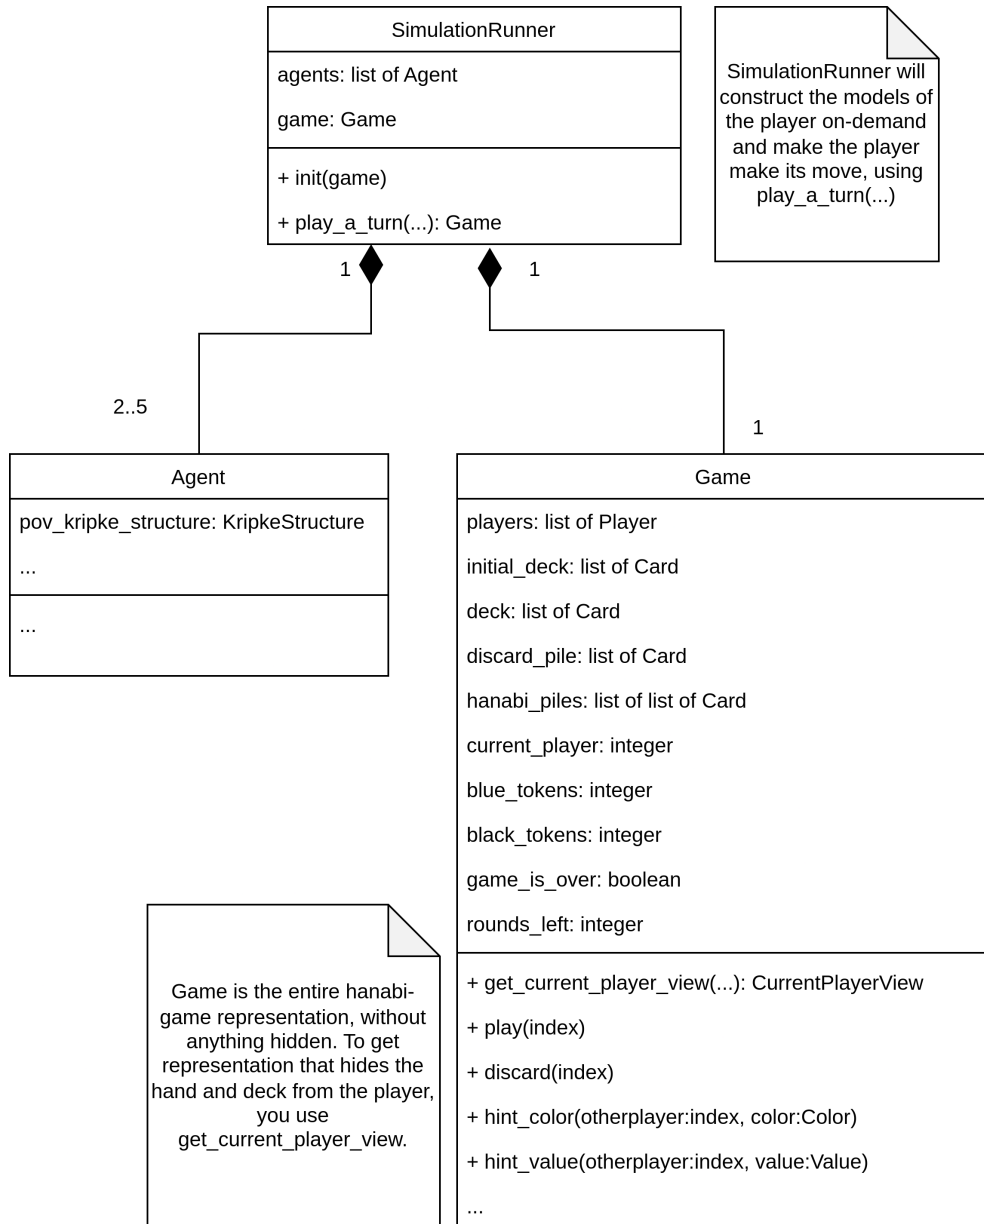 SimulationRunner
agents: list of Agent
game: Game
+ init(game)
+ play_a_turn(...): Game
SimulationRunner will
construct the models of
the player on-demand
and make the player
make its move, using
play_a_turn(...)
1
1
2..5
1
Agent
pov_kripke_structure: KripkeStructure
...
...
Game
players: list of Player
initial_deck: list of Card
deck: list of Card
discard_pile: list of Card
hanabi_piles: list of list of Card
current_player: integer
blue_tokens: integer
black_tokens: integer
game_is_over: boolean
rounds_left: integer
+ get_current_player_view(...): CurrentPlayerView
+ play(index)
+ discard(index)
+ hint_color(otherplayer:index, color:Color)
+ hint_value(otherplayer:index, value:Value)
...
Game is the entire hanabi-
game representation, without
anything hidden. To get
representation that hides the
hand and deck from the player,
you use
get_current_player_view.